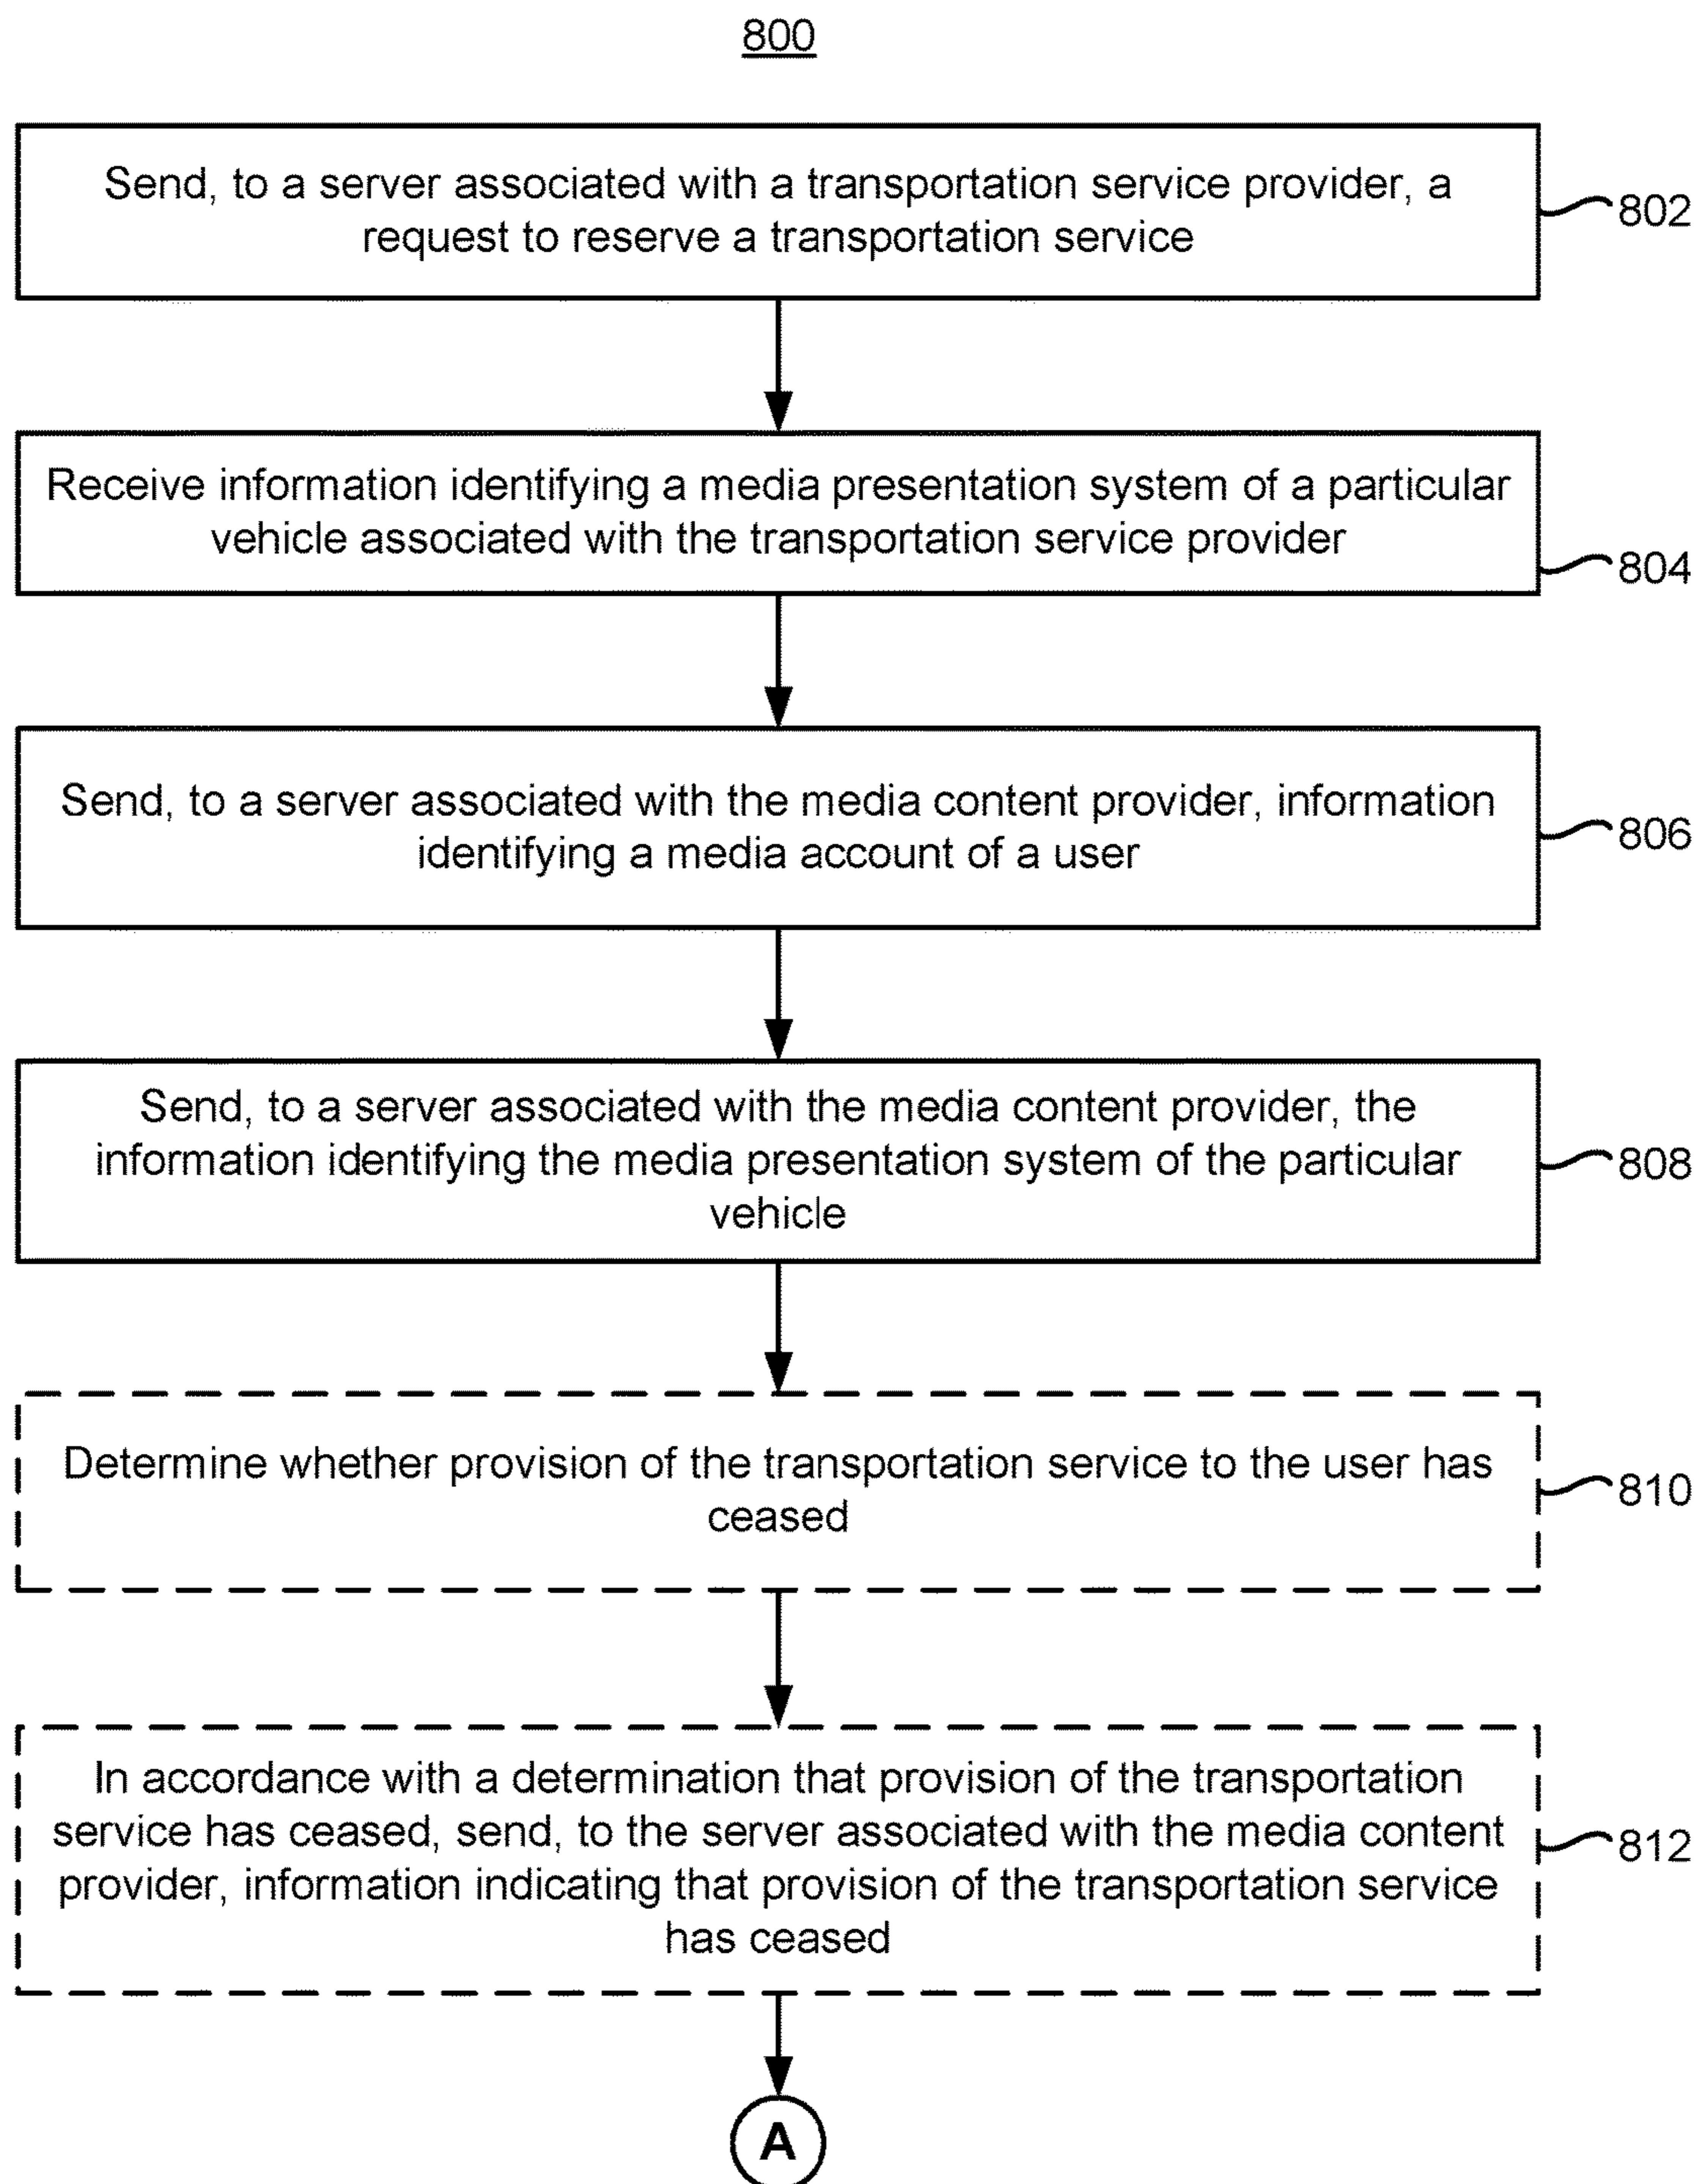 800
Send, to a server associated with a transportation service provider, a
request to reserve a transportation service
802
Receive information identifying a media presentation system of a particular
vehicle associated with the transportation service provider
804
Send, to a server associated with the media content provider, information
identifying a media account of a user
806
Send, to a server associated with the media content provider, the
information identifying the media presentation system of the particular
vehicle
808
Determine whether provision of the transportation service to the user has
ceased
810
In accordance with a determination that provision of the transportation
service has ceased, send, to the server associated with the media content
provider, information indicating that provision of the transportation service
has ceased
812
A